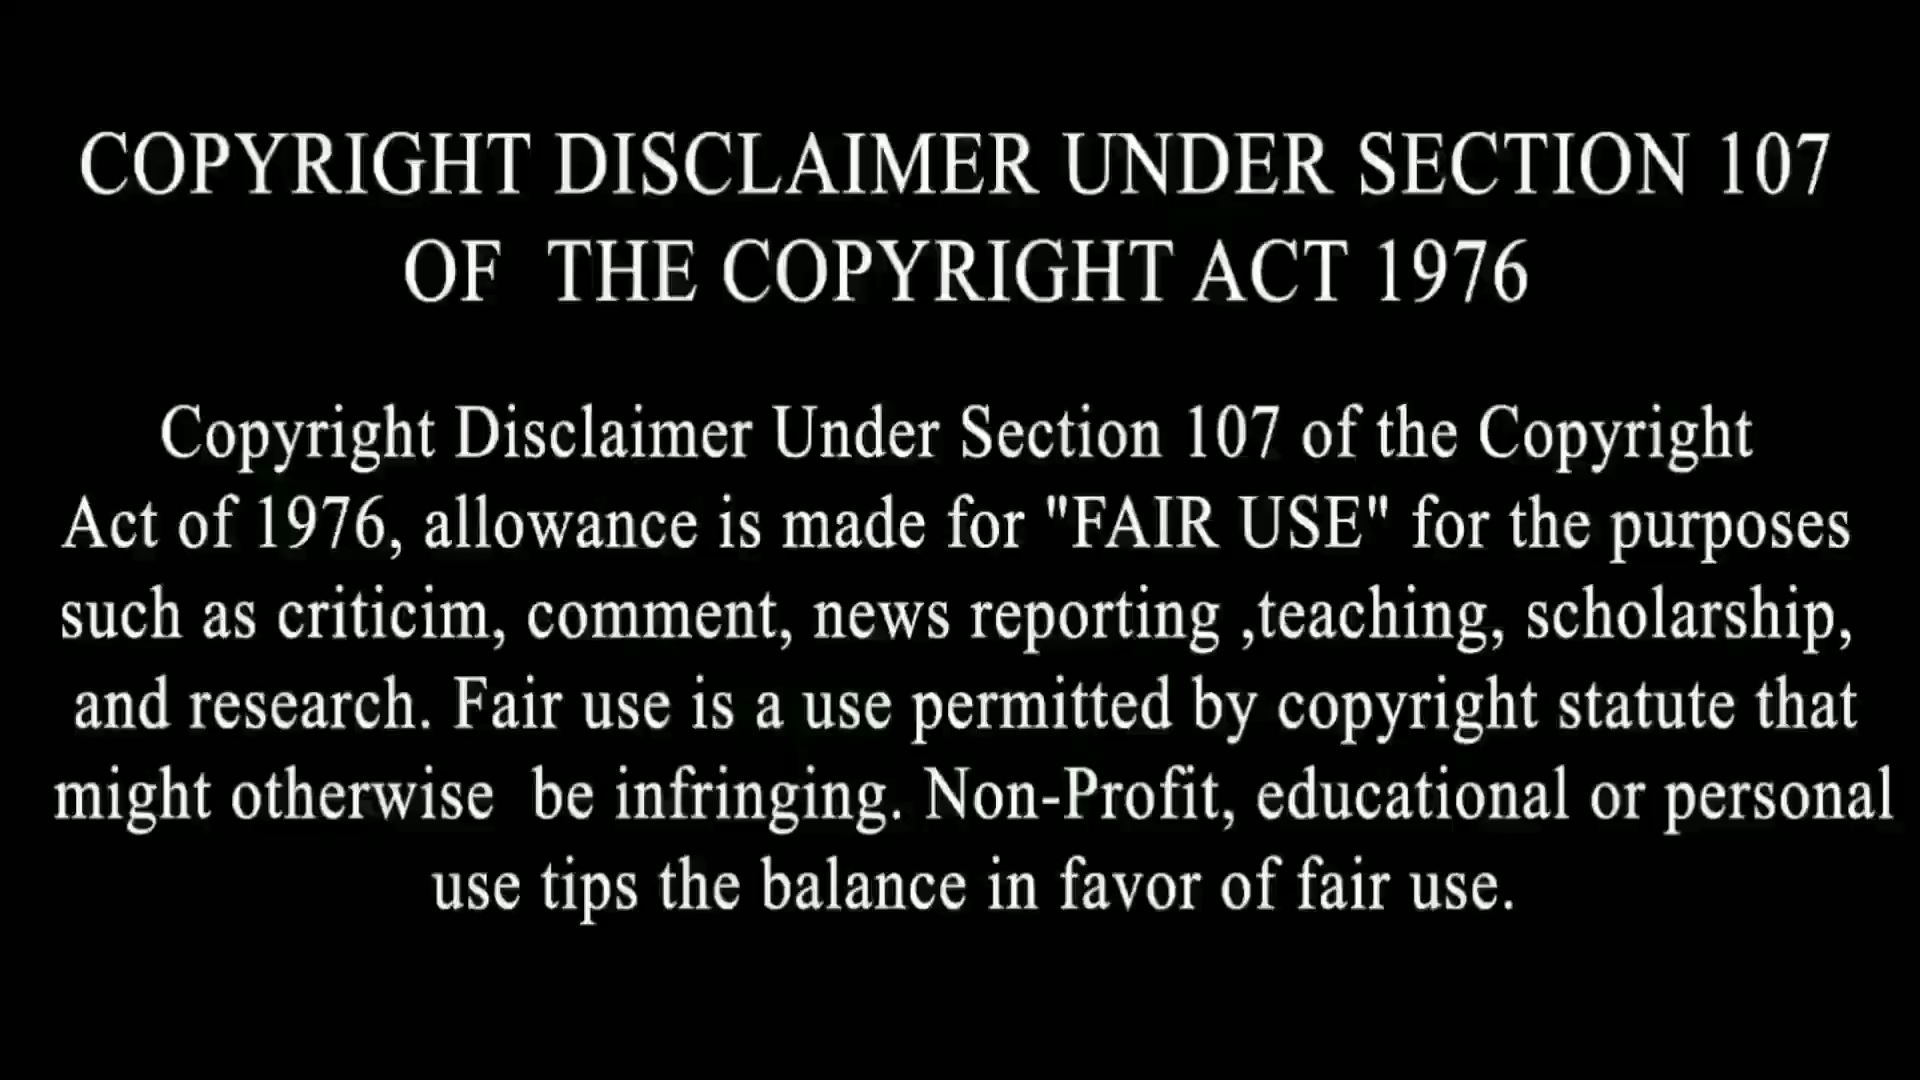 COPYRIGHT DISCLAIMER UNDER SECTION 107
OF  THE COPYRIGHT ACT 1976
Copyright Disclaimer Under Section 107 of the Copyright
Act of 1976, allowance is made for "FAIR USE" for the purposes
such as criticim, comment, news reporting ,teaching, scholarship,
and research. Fair use is a use permitted by copyright statute that
might otherwise  be infringing. Non-Profit, educational or personal
use tips the balance in favor of fair use.